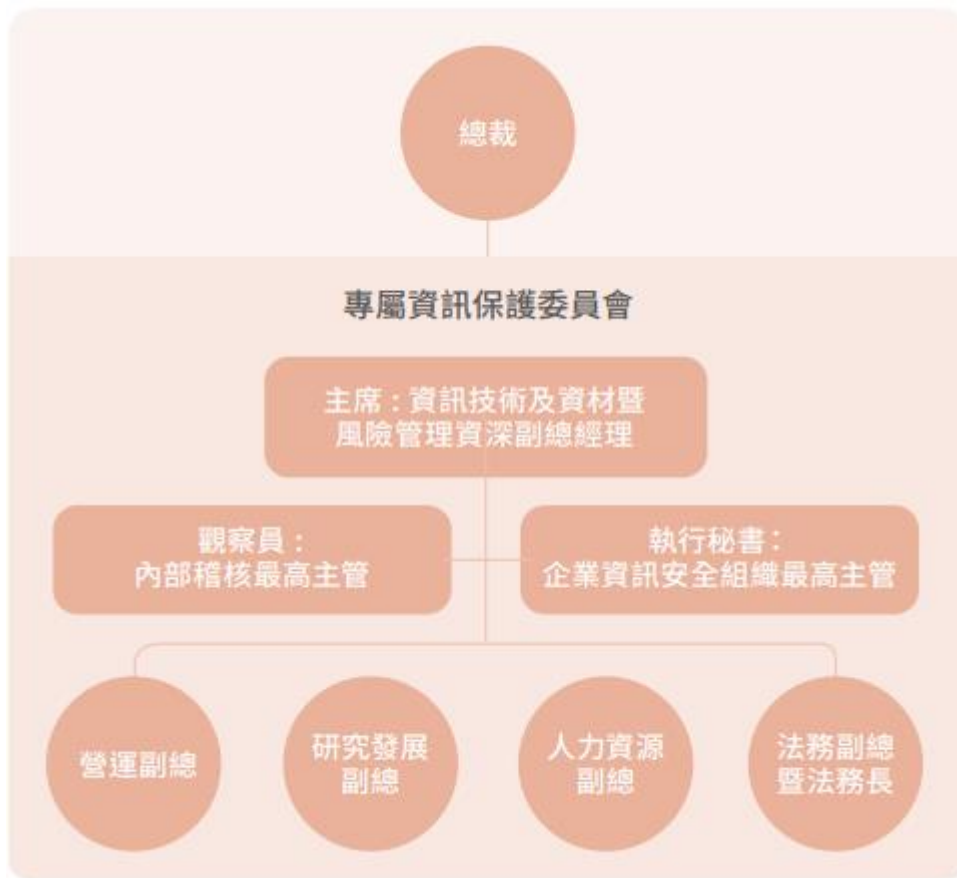 總裁
專屬資訊保護委員會
主席：資訊技術及資材暨
風險管理資深副總經理
觀察員：
內部稽核最高主管
執行秘書：
企業資訊安全組織最高主管
營運副總
研究發展
副總
人力資源
副總
法務副總
暨法務長